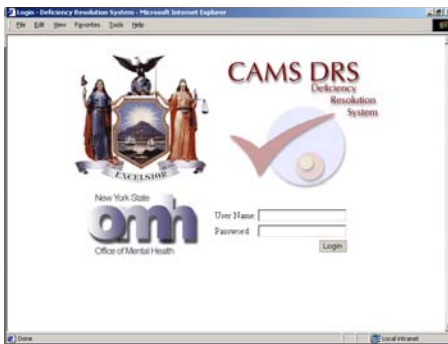 Login - Deficiency Resolution System - Microsoft Internet Explorer
File Edit View Favorites Tools Help
EXCELSIOR
CAMS DRS
Deficiency
Resolution
System
New York State
omh
Office of Mental Health
User Name
Password
Login
Done
Local intranet